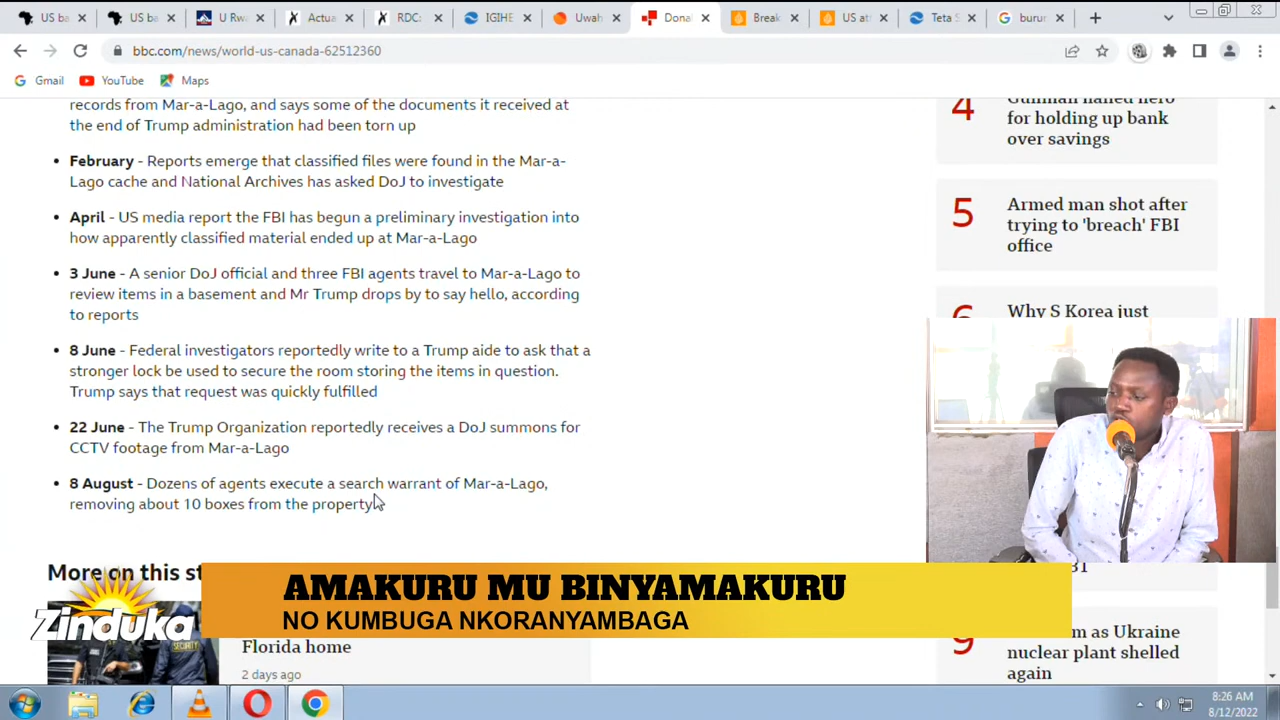 US ba
US ba
U Rwa
Actua
RDC:
IGIHE
Uwah
Donal
Break
US at
Teta S
burur
bbc.com/news/world-us-canada-62512360
Gmail
YouTube
Maps
records from Mar-a-Lago, and says some of the documents it received at
the end of Trump administration had been torn up
February - Reports emerge that classified files were found in the Mar-a-
Lago cache and National Archives has asked DoJ to investigate
April - US media report the FBI has begun a preliminary investigation into
how apparently classified material ended up at Mar-a-Lago
3 June - A senior DoJ official and three FBI agents travel to Mar-a-Lago to
review items in a basement and Mr Trump drops by to say hello, according
to reports
8 June - Federal investigators reportedly write to a Trump aide to ask that a
stronger lock be used to secure the room storing the items in question.
Trump says that request was quickly fulfilled
22 June - The Trump Organization reportedly receives a DoJ summons for
CCTV footage from Mar-a-Lago
8 August - Dozens of agents execute a search warrant of Mar-a-Lago,
removing about 10 boxes from the property
More on this st
Florida home
2 days ago
4
Gunman hailed hero
for holding up bank
over savings
5
Armed man shot after
trying to 'breach' FBI
office
6
Why S Korea just
9
m as Ukraine
nuclear plant shelled
again
SECURITY
Zinduka
AMAKURU MU BINYAMAKURU
NO KUMBUGA NKORANYAMBAGA
8:26 AM
8/12/2022